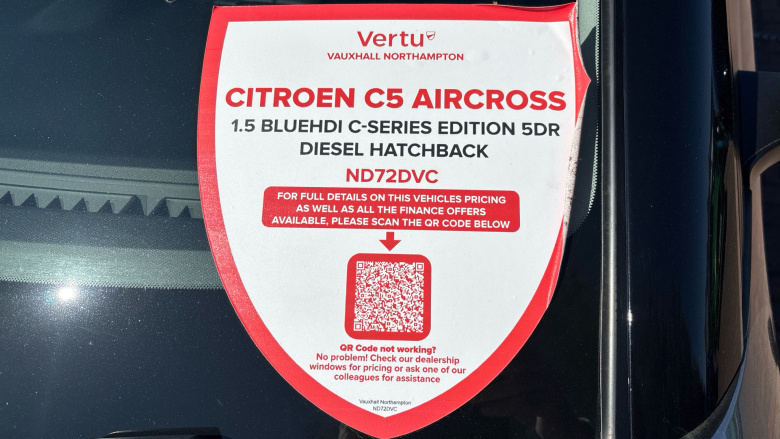 Vertu
VAUXHALL NORTHAMPTON
CITROEN C5 AIRCROSS
1.5 BLUEHDI C-SERIES EDITION 5DR
DIESEL HATCHBACK
ND72DVC
FOR FULL DETAILS ON THIS VEHICLES PRICING
AS WELL AS ALL THE FINANCE OFFERS
AVAILABLE, PLEASE SCAN THE QR CODE BELOW
QR Code not working?
No problem! Check our dealership
windows for pricing or ask one of our
colleagues for assistance
Vauxhall Northampton
ND72DVC